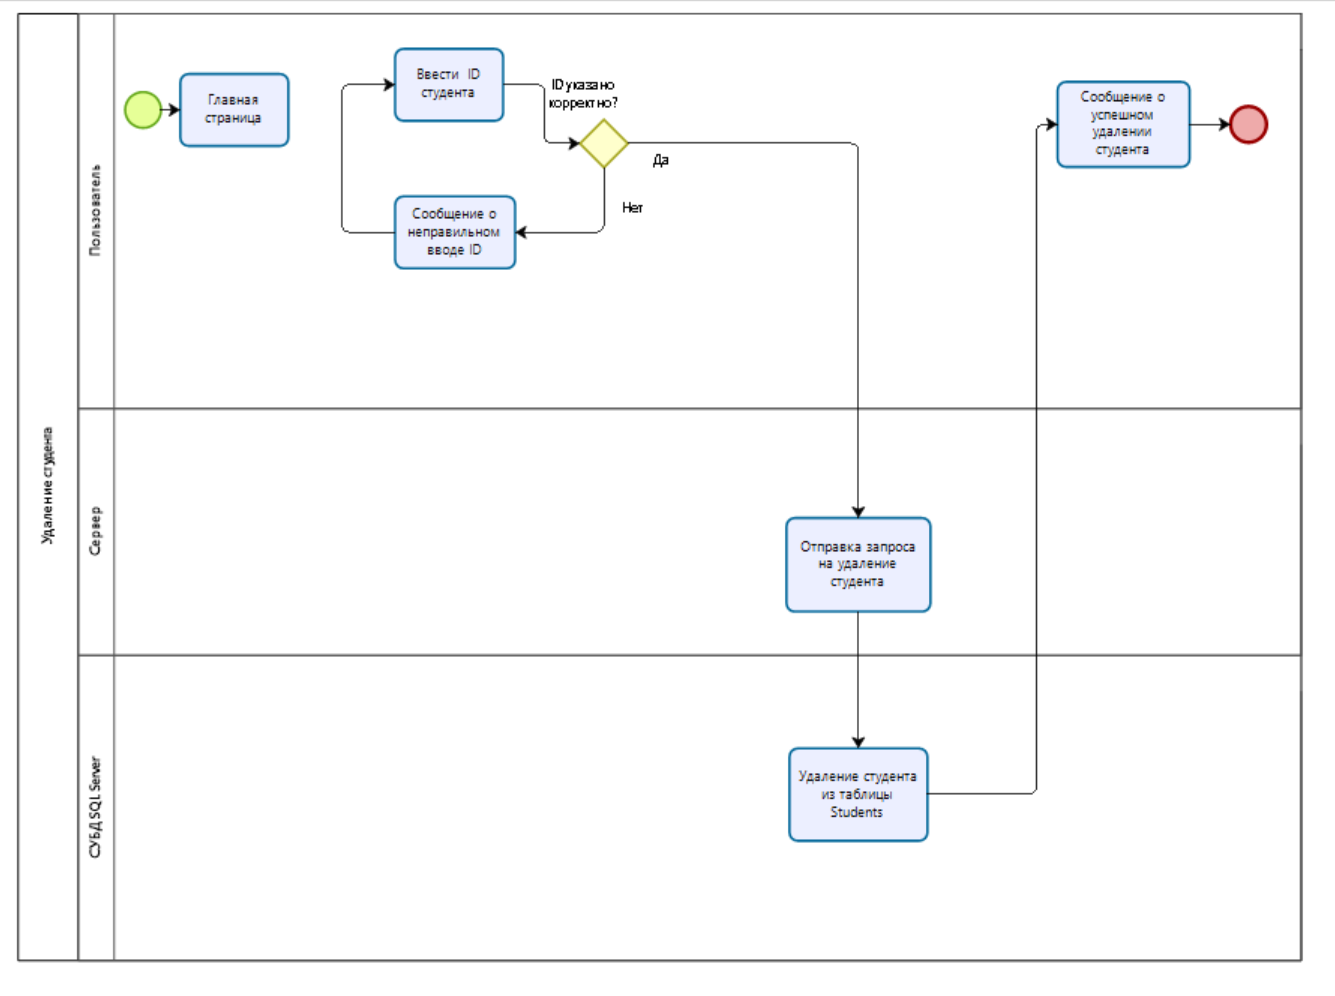 Удаление студента
Пользователь
Главная
страница
Ввести ID
студента
ID указано
корректно?
Да
Нет
Сообщение о
неправильном
вводе ID
Сообщение о
успешном
удалении
студента
Сервер
Отправка запроса
на удаление
студента
СУБД SQL Server
Удаление студента
из таблицы
Students